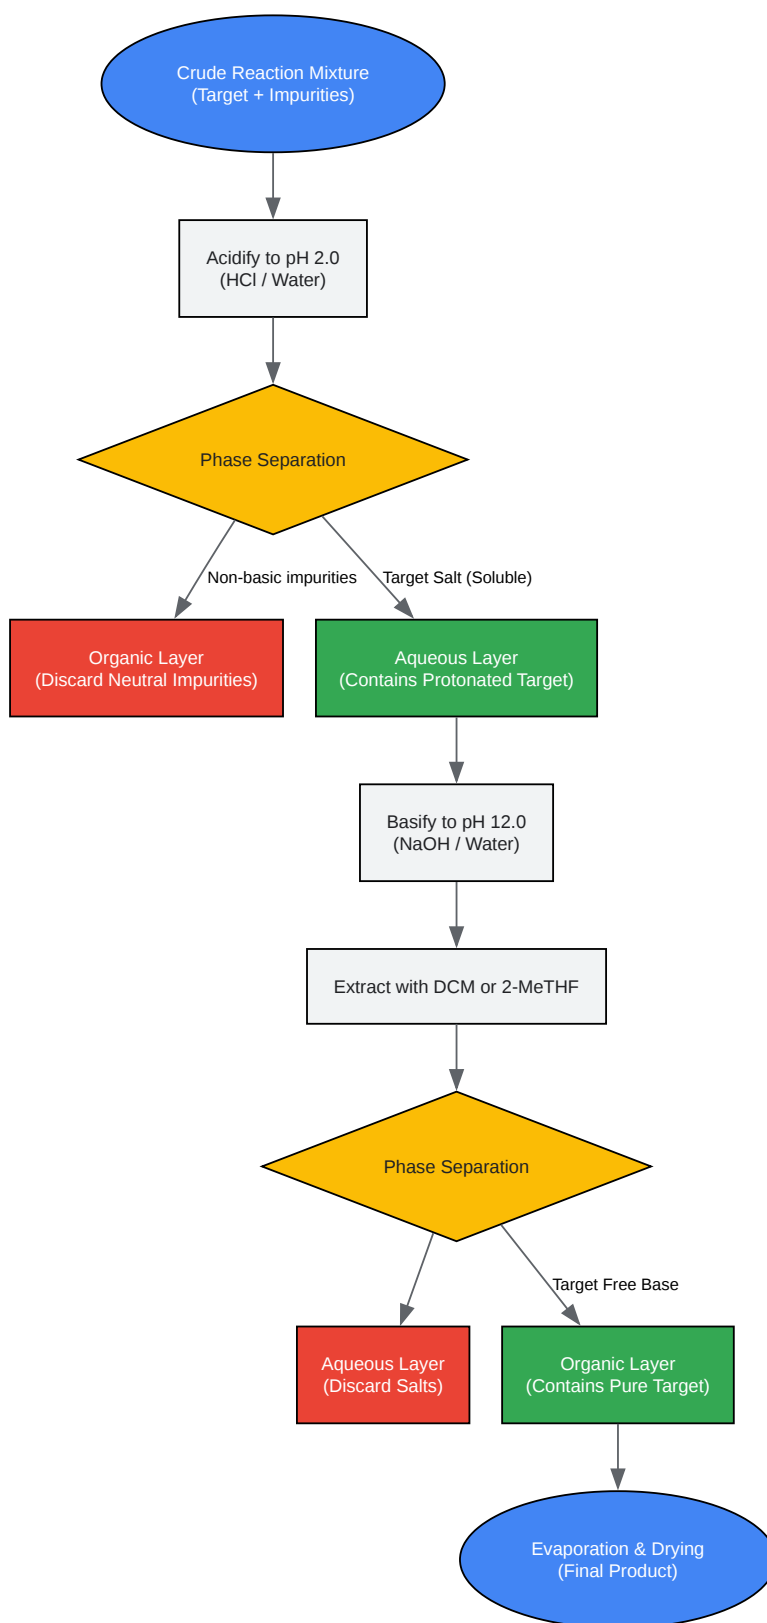 Crude Reaction Mixture
(Target + Impurities)
Acidify to pH 2.0
(HCl / Water)
Phase Separation
Non-basic impurities
Target Salt (Soluble)
Organic Layer
(Discard Neutral Impurities)
Aqueous Layer
(Contains Protonated Target)
Basify to pH 12.0
(NaOH / Water)
Extract with DCM or 2-MeTHF
Phase Separation
Target Free Base
Aqueous Layer
(Discard Salts)
Organic Layer
(Contains Pure Target)
Evaporation & Drying
(Final Product)